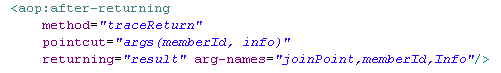 <aop:after-returning
method="traceReturn"
pointcut="args(memberId, info)"
returning="result" arg-names="joinPoint,memberId,Info"/>